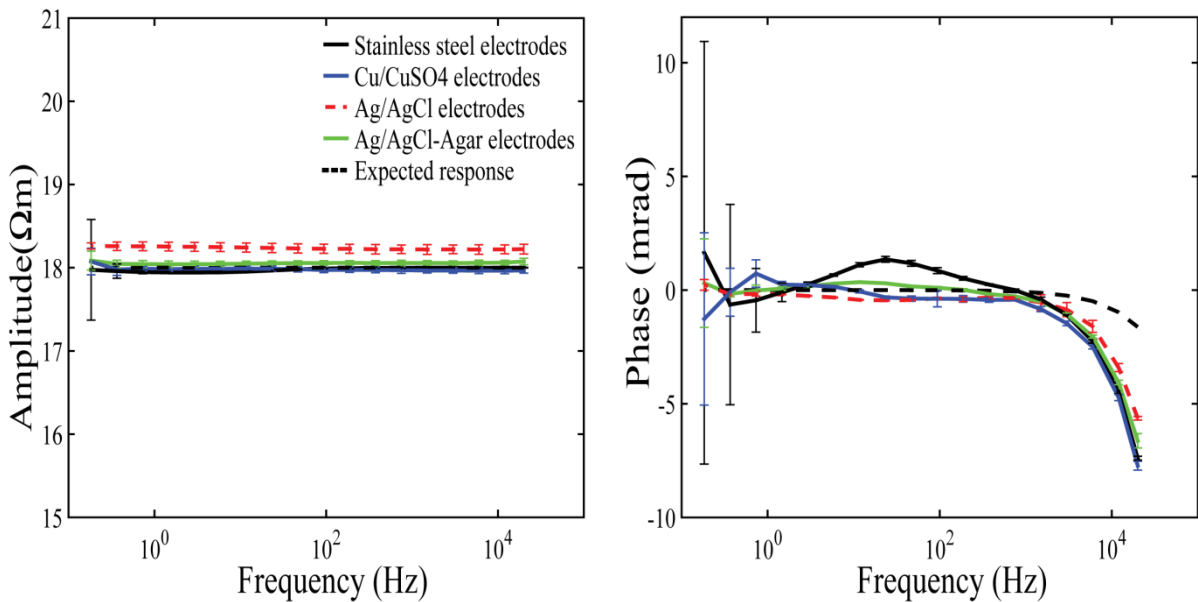 21
20
19
18
17
16
15
Amplitude(Ωm)
10^0
10^2
10^4
Frequency (Hz)
Stainless steel electrodes
Cu/CuSO4 electrodes
Ag/AgCl electrodes
Ag/AgCl-Agar electrodes
Expected response
10
5
0
-5
-10
Phase (mrad)
10^0
10^2
10^4
Frequency (Hz)